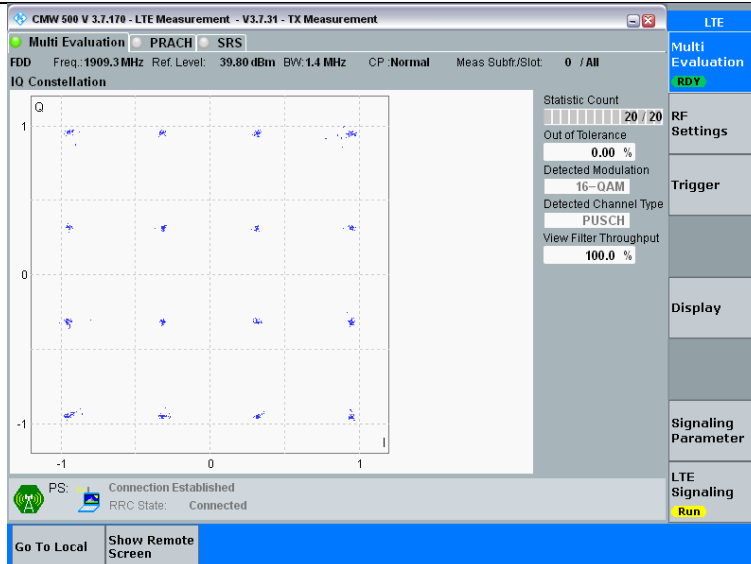 CMW 500 V 3.7.170 - LTE Measurement - V3.7.31 - TX Measurement
LTE
Multi Evaluation PRACH SRS
FDD Freq.: 1909.3 MHz Ref. Level: 39.80 dBm BW: 1.4 MHz CP : Normal Meas Subfr./Slot: 0 / All
IQ Constellation
Q
1
0
-1
-1 0 1
I
Statistic Count
20 / 20
Out of Tolerance
0.00 %
Detected Modulation
16-QAM
Detected Channel Type
PUSCH
View Filter Throughput
100.0 %
Multi
Evaluation
RDY
RF
Settings
Trigger
Display
Signaling
Parameter
LTE
Signaling
Run
PS: Connection Established
RRC State: Connected
Go To Local
Show Remote
Screen